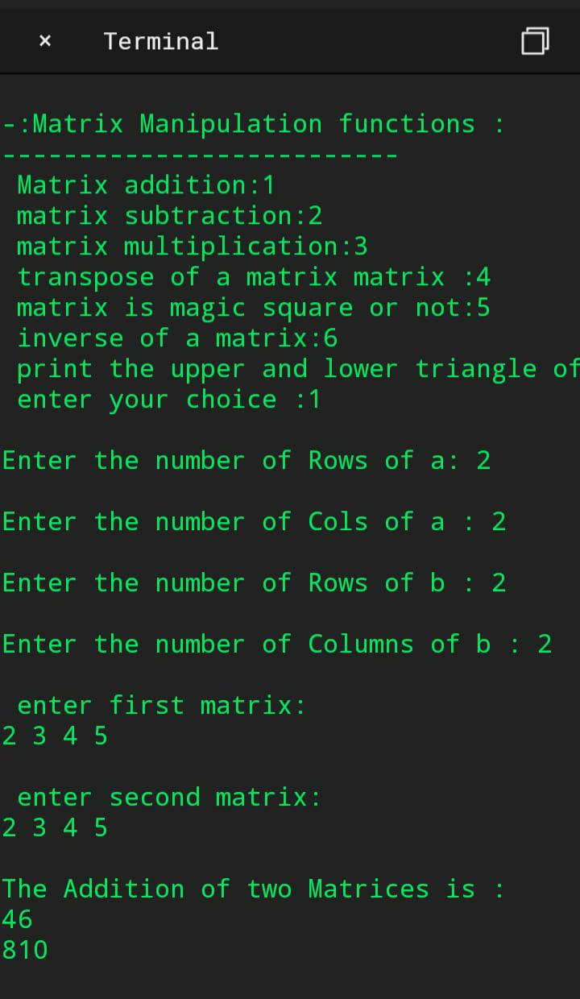 × Terminal
-:Matrix Manipulation functions :
--------------------------
Matrix addition:1
matrix subtraction:2
matrix multiplication:3
transpose of a matrix matrix :4
matrix is magic square or not:5
inverse of a matrix:6
print the upper and lower triangle of
enter your choice :1
Enter the number of Rows of a: 2
Enter the number of Cols of a : 2
Enter the number of Rows of b : 2
Enter the number of Columns of b : 2
enter first matrix:
2 3 4 5
enter second matrix:
2 3 4 5
The Addition of two Matrices is :
46
810